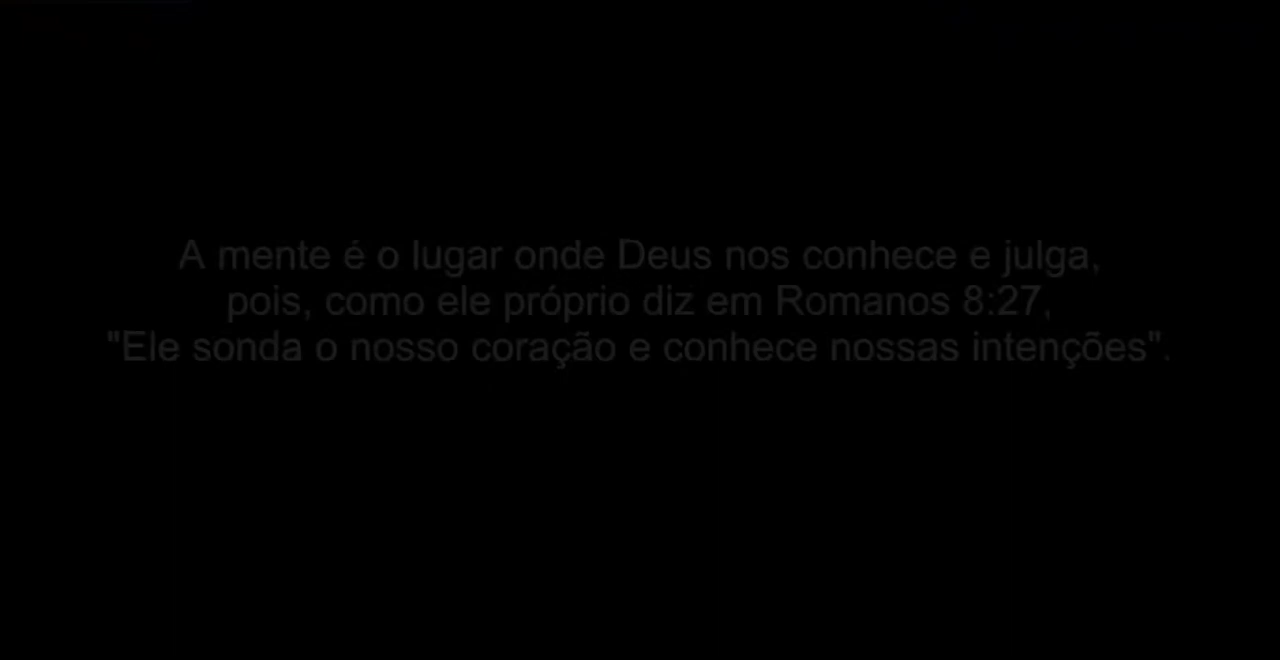 A mente é o lugar onde Deus nos conhece e julga,
pois, como ele próprio diz em Romanos 8:27,
"Ele sonda o nosso coração e conhece nossas intenções".